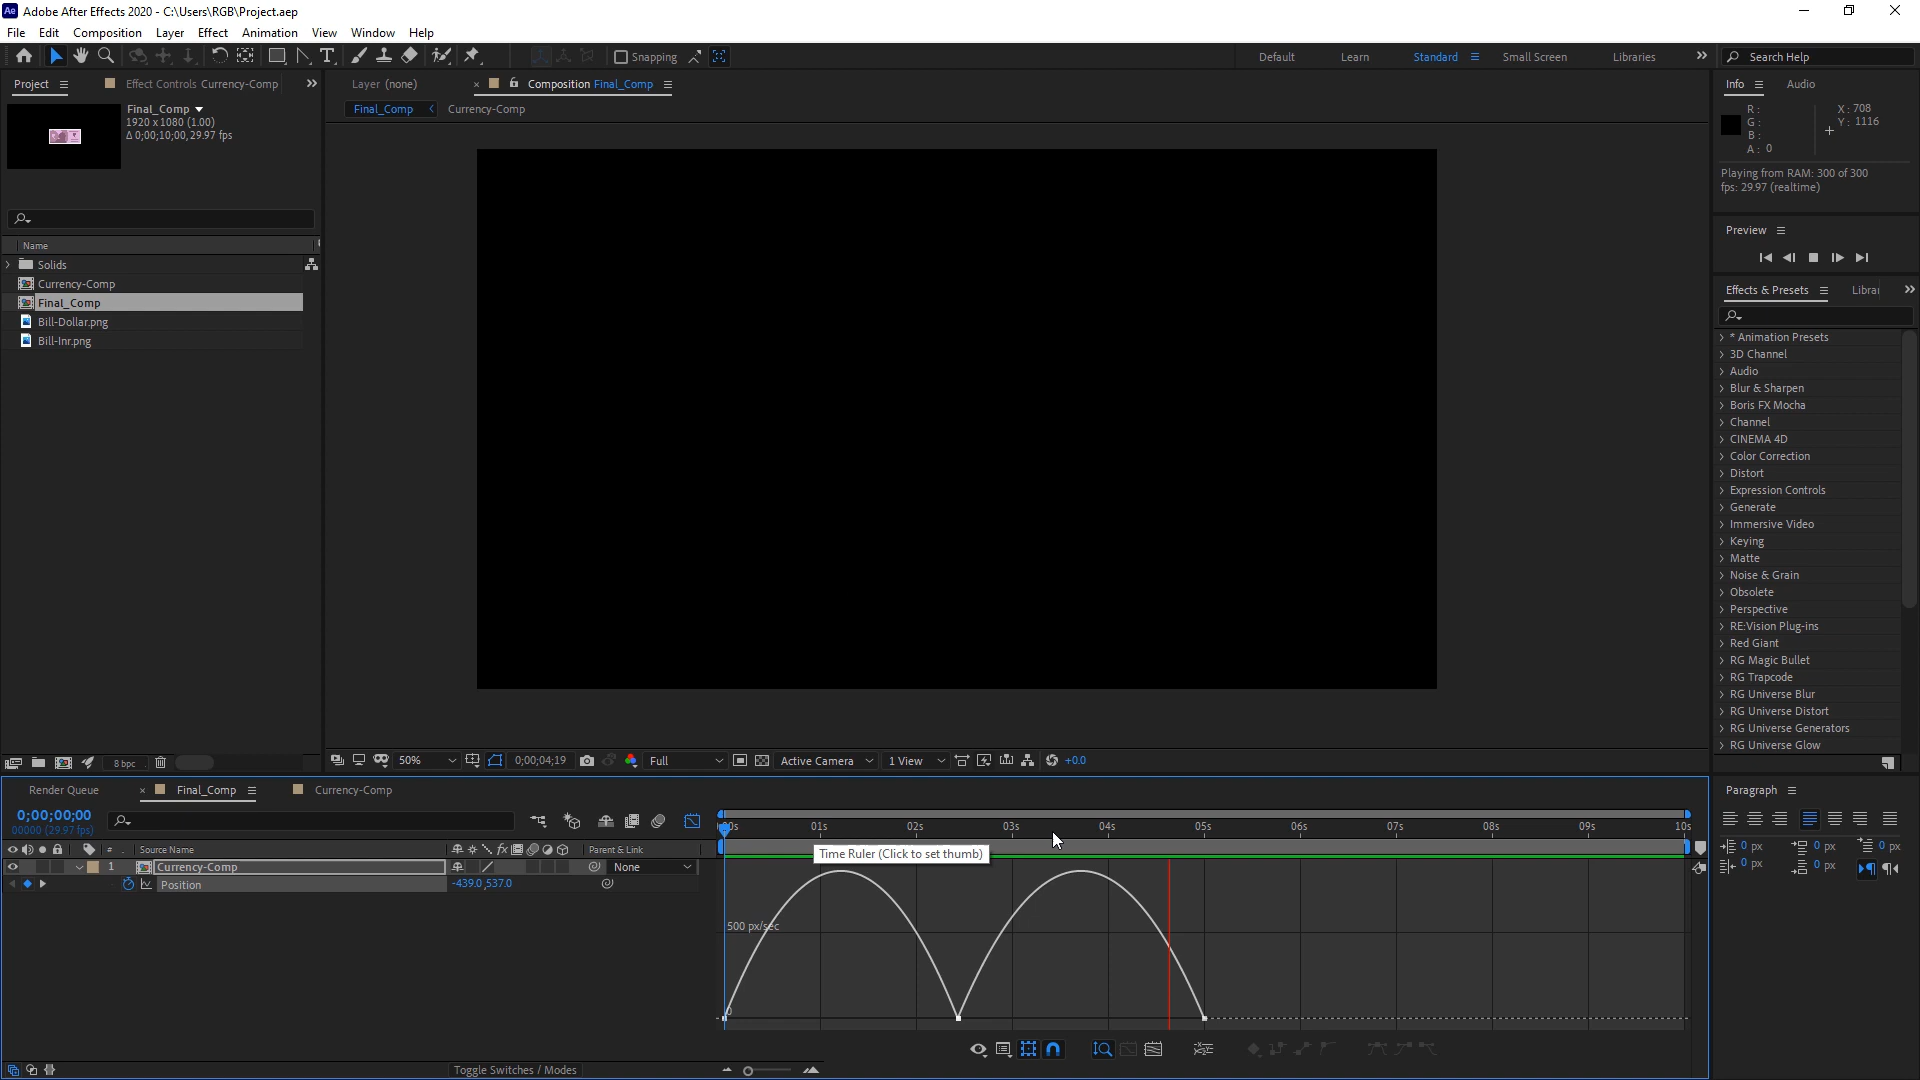 Ae Adobe After Effects 2020 - C:\Users\RGB\Project.aep
File Edit Composition Layer Effect Animation View Window Help
Snapping Default Learn Standard Small Screen Libraries » Search Help
Project Effect Controls Currency-Comp »
Final_Comp
1920 x 1080 (1.00)
Δ 0;00;10;00, 29.97 fps
Name
Solids
Currency-Comp
Final_Comp
Bill-Dollar.png
Bill-Inr.png
8 bpc
Layer (none) × Composition Final_Comp
Final_Comp < Currency-Comp
50% 0;00;04;19 Full Active Camera 1 View +0.0
Info Audio
R:
G:
B:
A: 0
X: 708
Y: 1116
Playing from RAM: 300 of 300
fps: 29.97 (realtime)
Preview
Effects & Presets Librar »
* Animation Presets
3D Channel
Audio
Blur & Sharpen
Boris FX Mocha
Channel
CINEMA 4D
Color Correction
Distort
Expression Controls
Generate
Immersive Video
Keying
Matte
Noise & Grain
Obsolete
Perspective
RE:Vision Plug-ins
Red Giant
RG Magic Bullet
RG Trapcode
RG Universe Blur
RG Universe Distort
RG Universe Generators
RG Universe Glow
Render Queue × Final_Comp Currency-Comp
0;00;00;00
00000 (29.97 fps)
# Source Name fx Parent & Link
1 Currency-Comp None
Position -439.0,537.0
01s 02s 03s 04s 05s 06s 07s 08s 09s 10s
Time Ruler (Click to set thumb)
500 px/sec
0
Toggle Switches / Modes
Paragraph
0 px 0 px 0 px
0 px 0 px